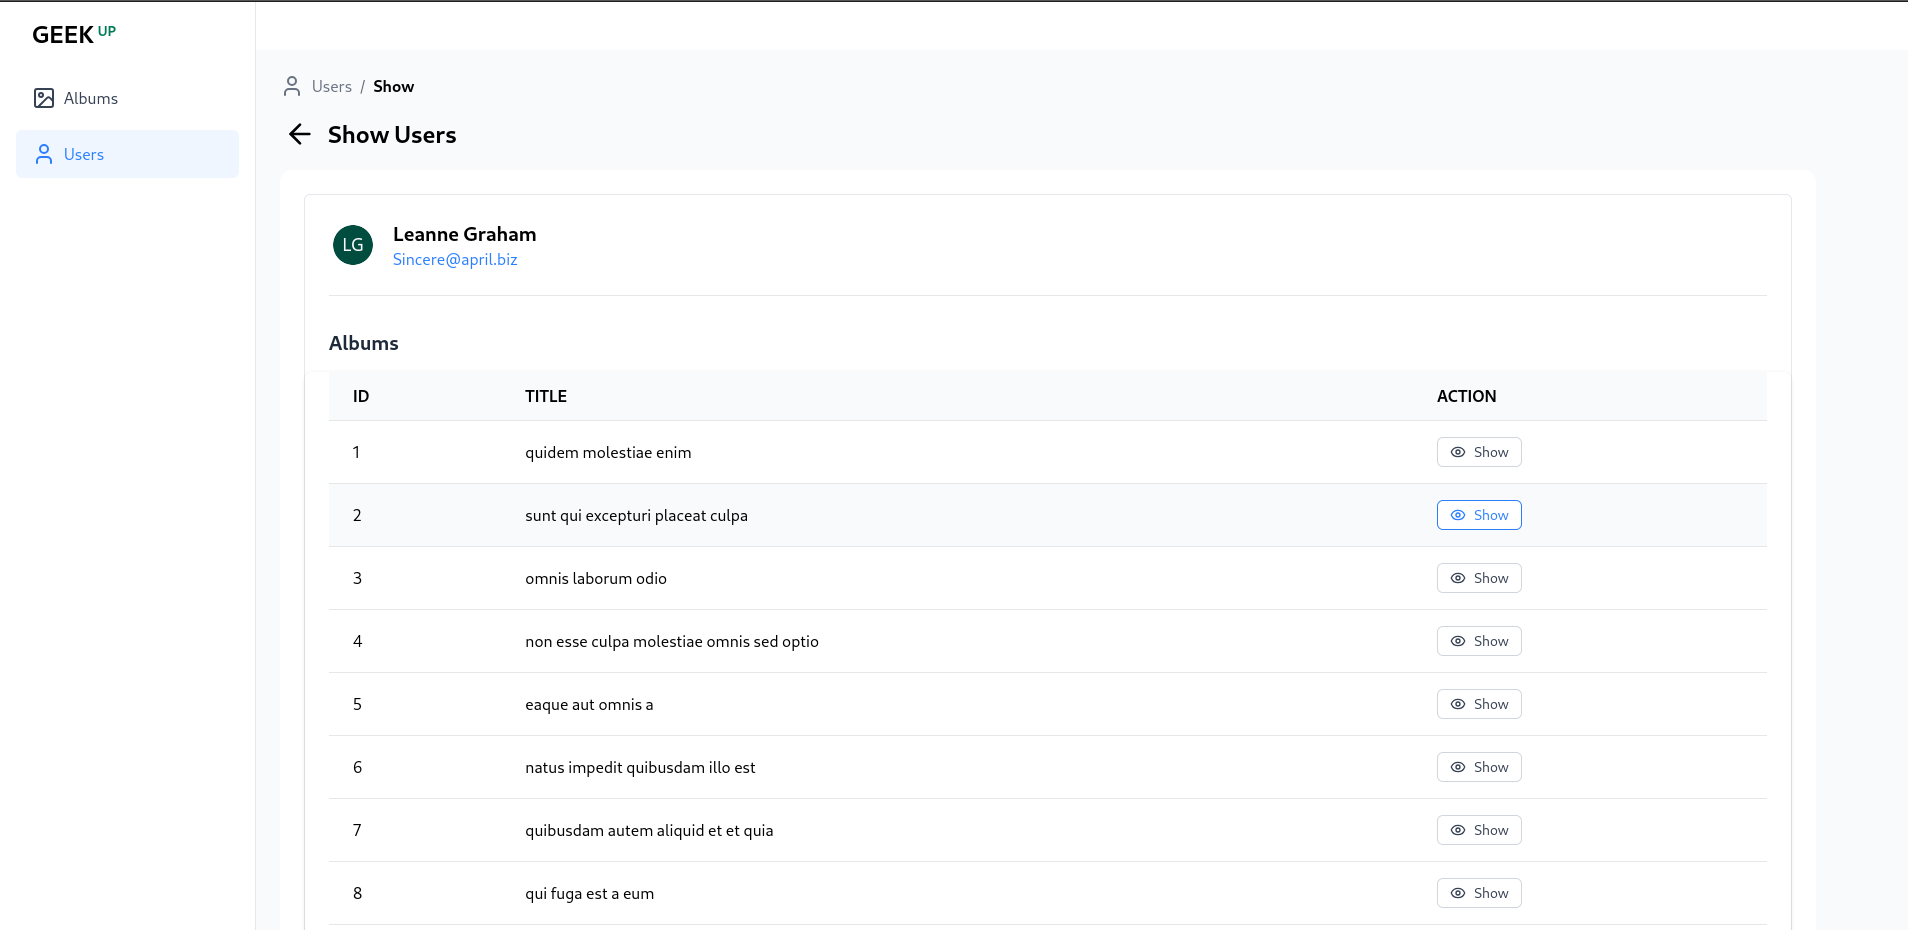 GEEK UP
Albums
Users
Users / Show
Show Users
LG
Leanne Graham
Sincere@april.biz
Albums
ID TITLE ACTION
1 quidem molestiae enim Show
2 sunt qui excepturi placeat culpa Show
3 omnis laborum odio Show
4 non esse culpa molestiae omnis sed optio Show
5 eaque aut omnis a Show
6 natus impedit quibusdam illo est Show
7 quibusdam autem aliquid et et quia Show
8 qui fuga est a eum Show